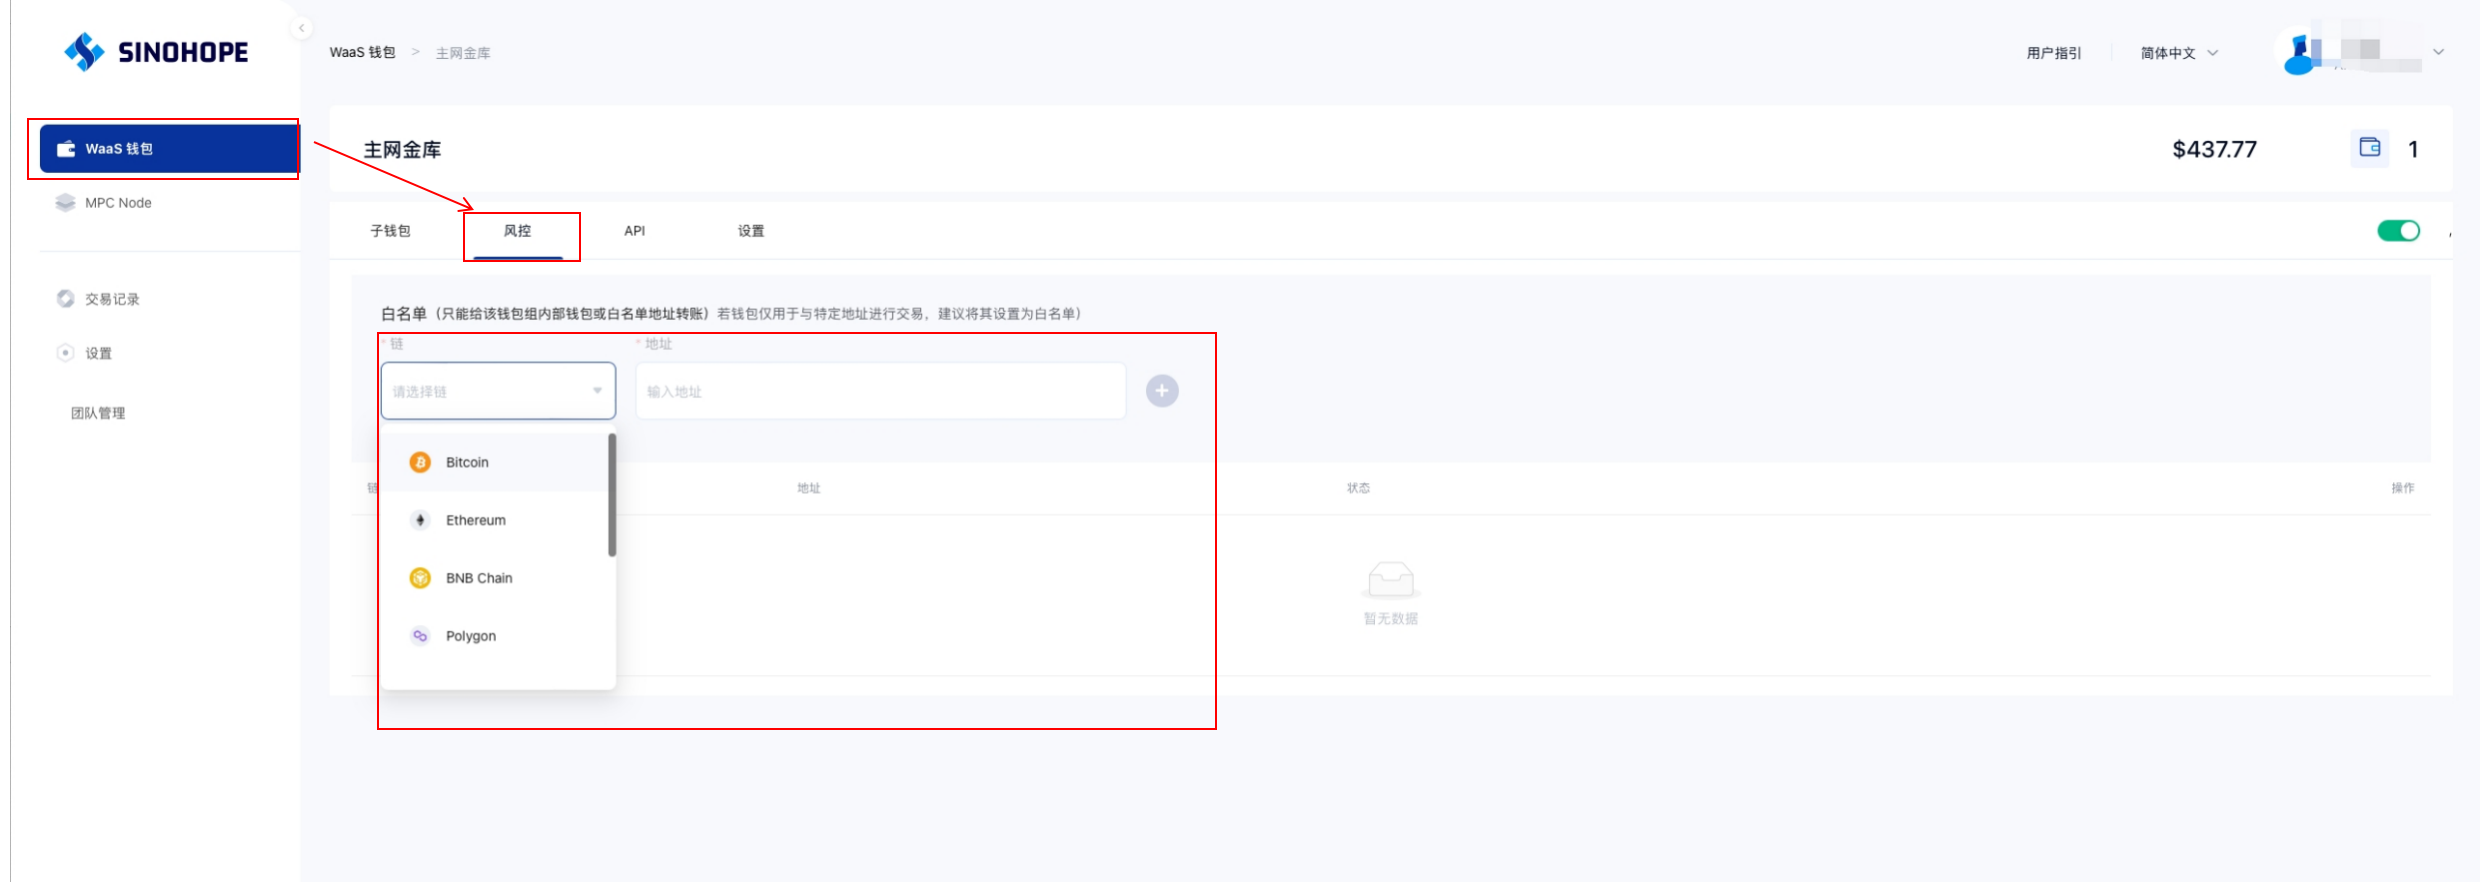 SINOHOPE
WaaS 钱包 > 主网金库
用户指引
简体中文
WaaS 钱包
MPC Node
交易记录
设置
团队管理
主网金库
$437.77
1
子钱包
风控
API
设置
白名单（只能给该钱包组内部钱包或白名单地址转账）若钱包仅用于与特定地址进行交易，建议将其设置为白名单）
* 链
* 地址
请选择链
输入地址
Bitcoin
Ethereum
BNB Chain
Polygon
链
地址
状态
操作
暂无数据